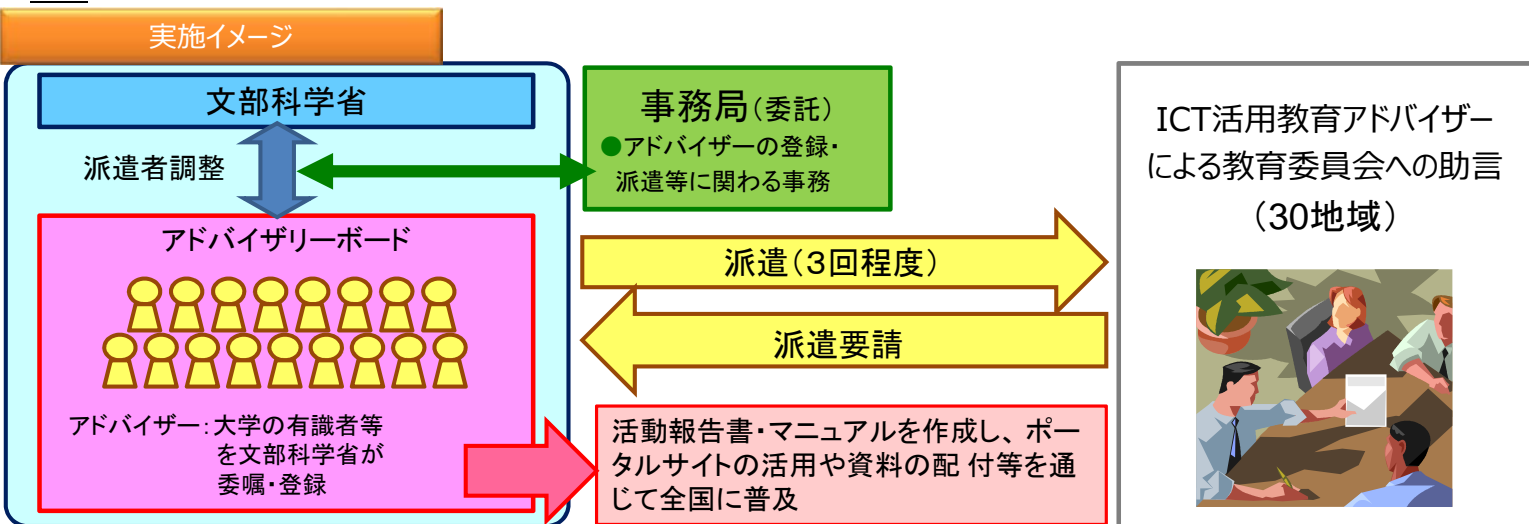 実施イメージ
文部科学省
派遣者調整
事務局(委託)
●アドバイザーの登録・
派遣等に関わる事務
アドバイザリーボード
アドバイザー:大学の有識者等
を文部科学省が
委嘱・登録
派遣(3回程度)
派遣要請
活動報告書・マニュアルを作成し、ポー
タルサイトの活用や資料の配 付等を通
じて全国に普及
ICT活用教育アドバイザー
による教育委員会への助言
(30地域)